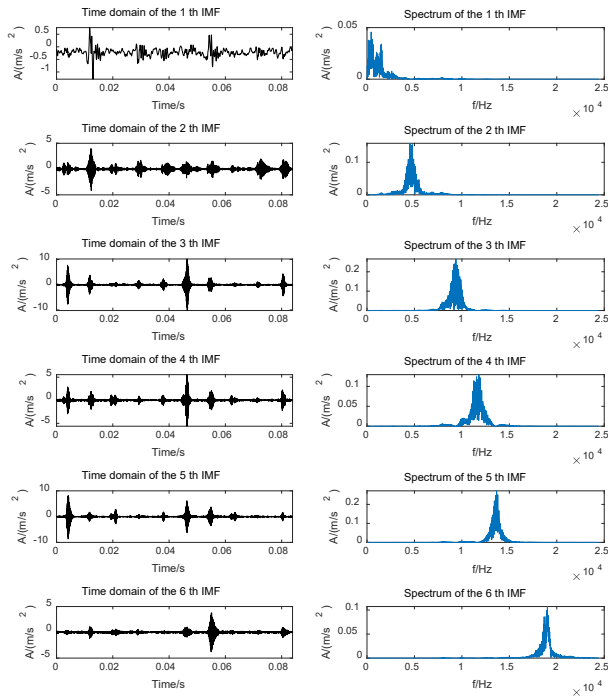 Time domain of the 1 th IMF
Spectrum of the 1 th IMF
A/(m/s 2 )
0.5
-0.5
-1
0 0.02 0.04 0.06 0.08
Time/s
A/(m/s 2 )
0.05
0
0 0.5 1 1.5 2 2.5
f/Hz
× 10 4
Time domain of the 2 th IMF
Spectrum of the 2 th IMF
A/(m/s 2 )
5
0
-5
0 0.02 0.04 0.06 0.08
Time/s
A/(m/s 2 )
0.1
0
0 0.5 1 1.5 2 2.5
f/Hz
× 10 4
Time domain of the 3 th IMF
Spectrum of the 3 th IMF
A/(m/s 2 )
10
0
-10
0 0.02 0.04 0.06 0.08
Time/s
A/(m/s 2 )
0.2
0.1
0
0 0.5 1 1.5 2 2.5
f/Hz
× 10 4
Time domain of the 4 th IMF
Spectrum of the 4 th IMF
A/(m/s 2 )
5
0
-5
0 0.02 0.04 0.06 0.08
Time/s
A/(m/s 2 )
0.1
0.05
0
0 0.5 1 1.5 2 2.5
f/Hz
× 10 4
Time domain of the 5 th IMF
Spectrum of the 5 th IMF
A/(m/s 2 )
10
0
-10
0 0.02 0.04 0.06 0.08
Time/s
A/(m/s 2 )
0.2
0.1
0
0 0.5 1 1.5 2 2.5
f/Hz
× 10 4
Time domain of the 6 th IMF
Spectrum of the 6 th IMF
A/(m/s 2 )
5
0
-5
0 0.02 0.04 0.06 0.08
Time/s
A/(m/s 2 )
0.1
0.05
0
0 0.5 1 1.5 2 2.5
f/Hz
× 10 4